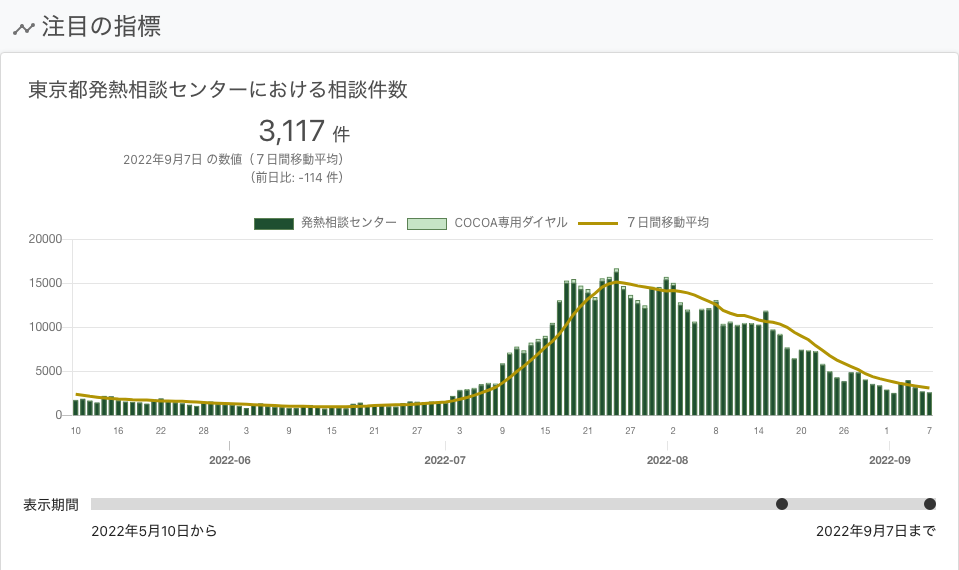 注目の指標
東京都発熱相談センターにおける相談件数
3,117 件
2022年9月7日 の数値（７日間移動平均）
（前日比: -114 件）
発熱相談センター COCOA専用ダイヤル ７日間移動平均
20000
15000
10000
5000
0
10 16 22 28 3 9 15 21 27 3 9 15 21 27 2 8 14 20 26 1 7
2022-06 2022-07 2022-08 2022-09
表示期間
2022年5月10日から 2022年9月7日まで